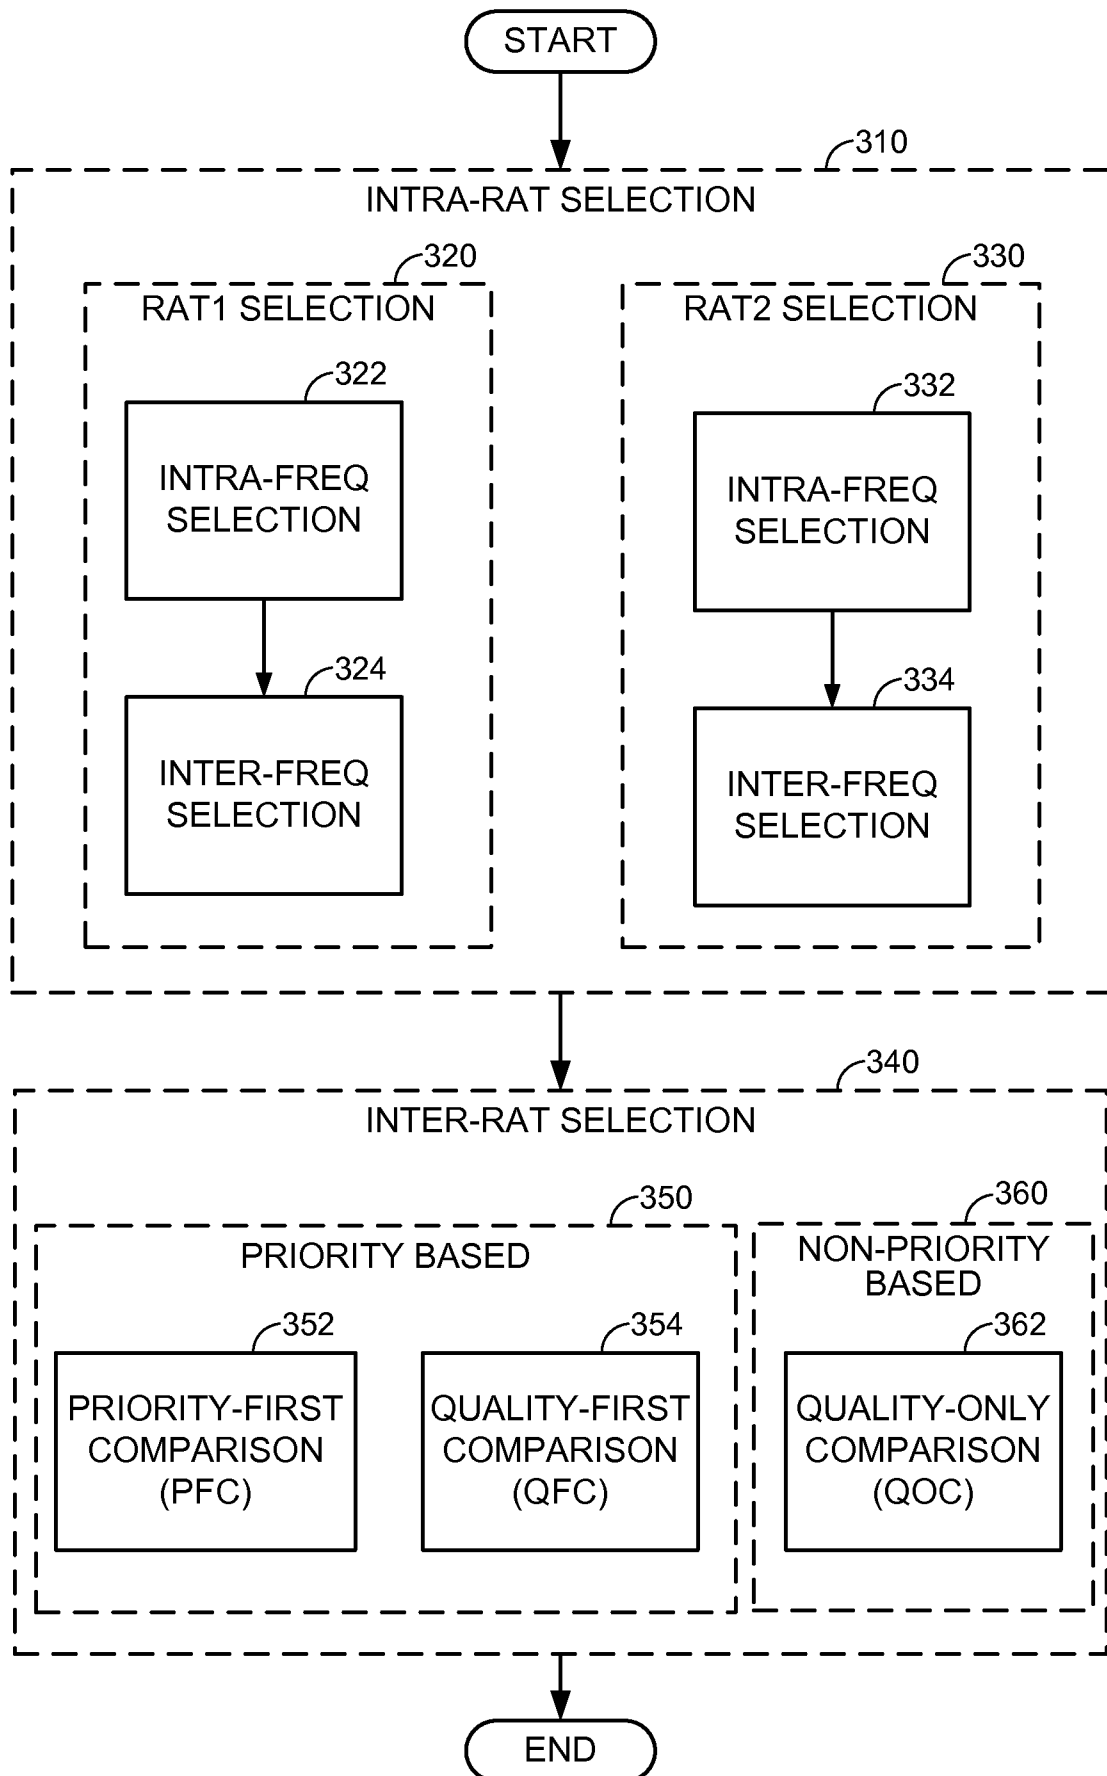 START
310
INTRA-RAT SELECTION
320
RAT1 SELECTION
322
INTRA-FREQ
SELECTION
324
INTER-FREQ
SELECTION
330
RAT2 SELECTION
332
INTRA-FREQ
SELECTION
334
INTER-FREQ
SELECTION
340
INTER-RAT SELECTION
350
PRIORITY BASED
352
PRIORITY-FIRST
COMPARISON
(PFC)
354
QUALITY-FIRST
COMPARISON
(QFC)
360
NON-PRIORITY
BASED
362
QUALITY-ONLY
COMPARISON
(QOC)
END